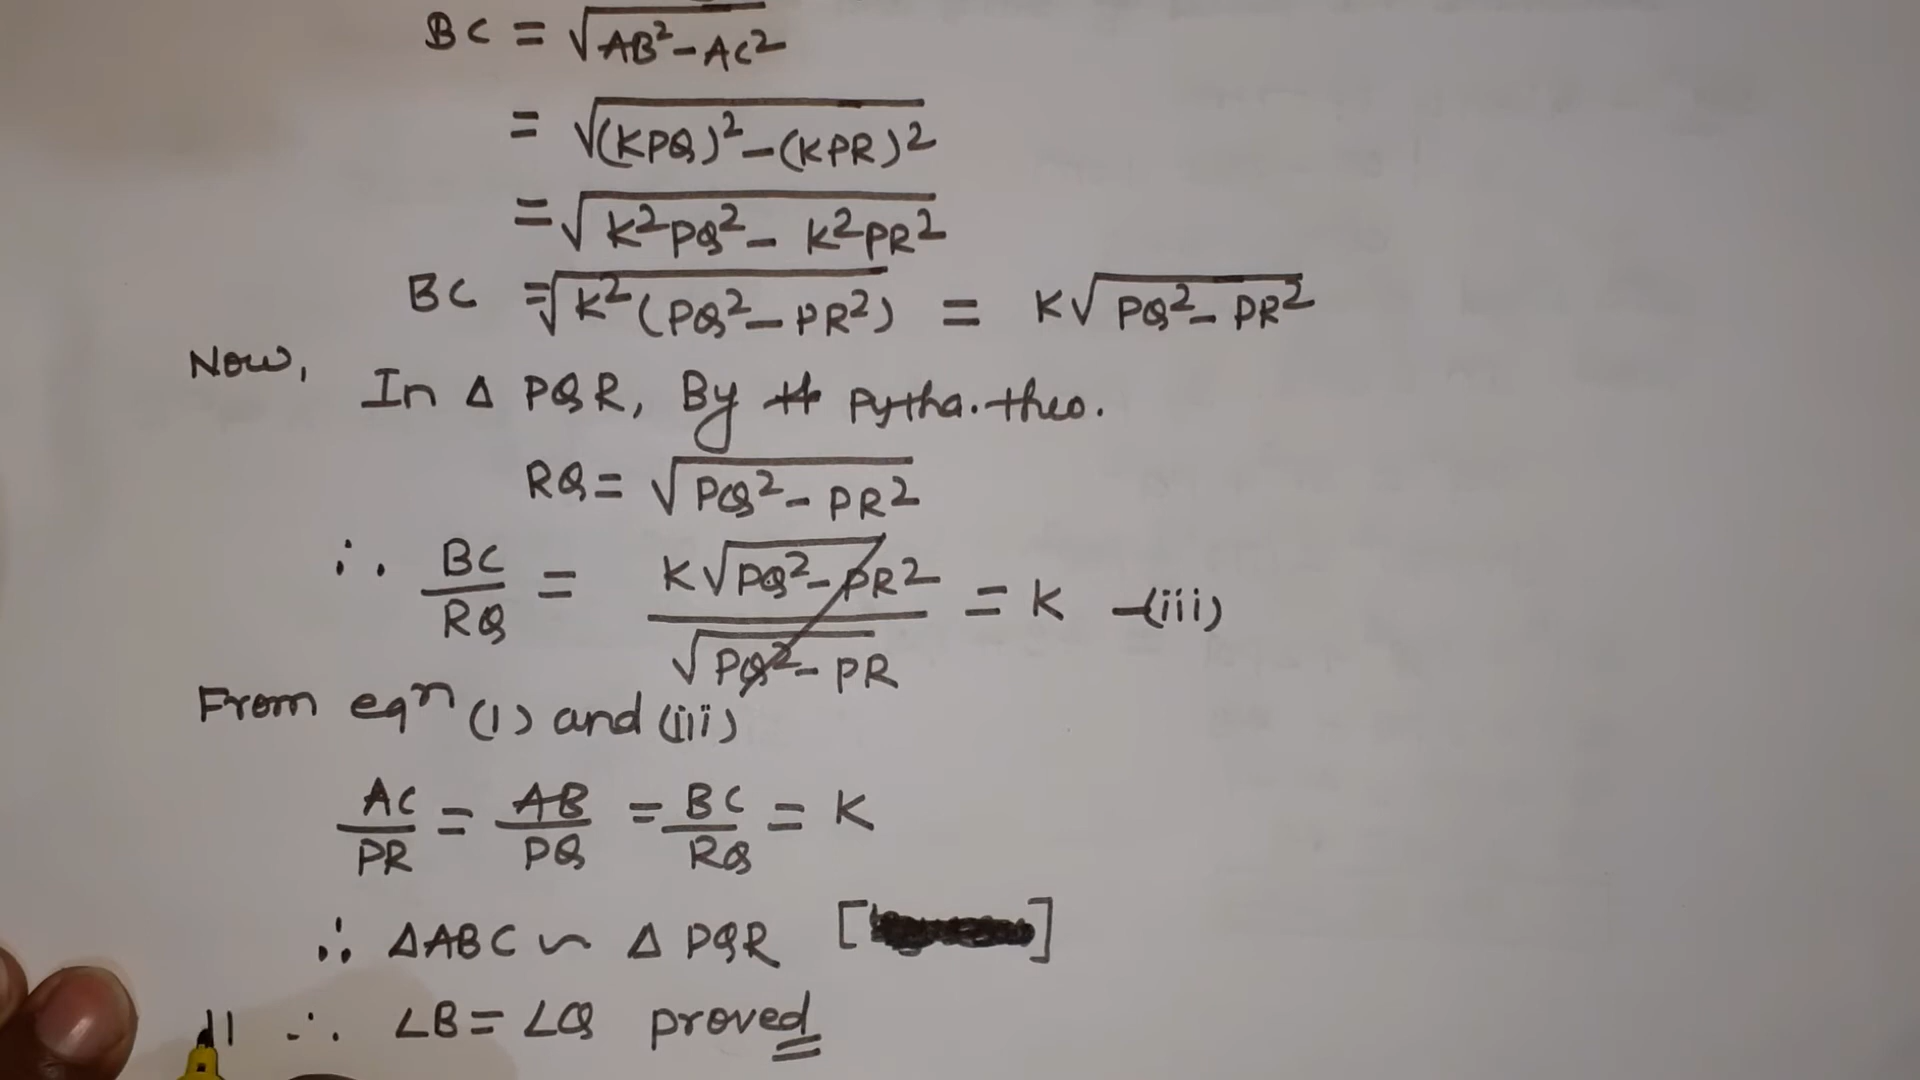 BC = √AB²-AC²
= √(KPQ)²-(KPR)²
= √K²PQ² - K²PR²
BC = √K²(PQ²-PR²) = K√PQ²-PR²
Now,
In Δ PQR, By Pytha. theo.
RQ = √PQ²-PR²
∴ BC/RQ = K√PQ²-PR²/√PQ²-PR = K -(iii)
From eqⁿ (1) and (iii)
AC/PR = AB/PQ = BC/RQ = K
∴ ΔABC ~ Δ PQR [ ]
∴ ∠B = ∠Q proved